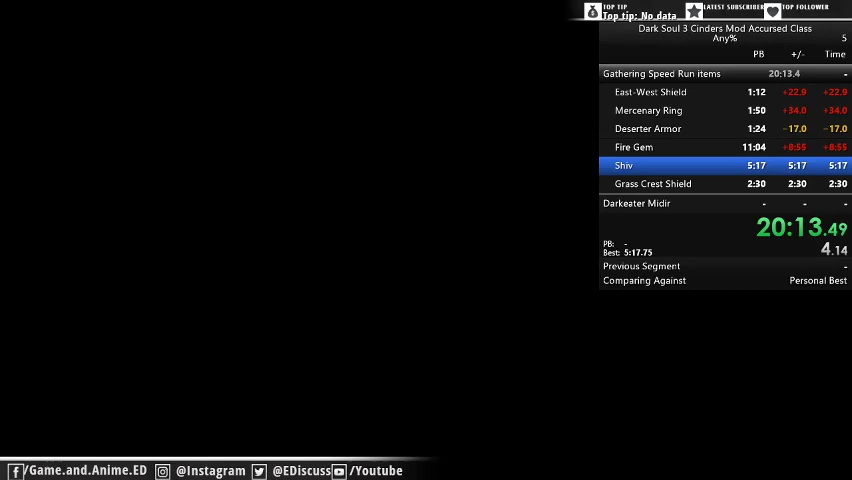 TOP TIP
Top tip: No data
LATEST SUBSCRIBER
TOP FOLLOWER
Dark Soul 3 Cinders Mod Accursed Class
Any% 5
PB +/- Time
Gathering Speed Run items 20:13.4 -
East-West Shield 1:12 +22.9 +22.9
Mercenary Ring 1:50 +34.0 +34.0
Deserter Armor 1:24 −17.0 −17.0
Fire Gem 11:04 +8:55 +8:55
Shiv 5:17 5:17 5:17
Grass Crest Shield 2:30 2:30 2:30
Darkeater Midir - - -
20:13.49
PB: -
Best: 5:17.75 4.14
Previous Segment -
Comparing Against Personal Best
/Game.and.Anime.ED @Instagram @EDiscuss /Youtube